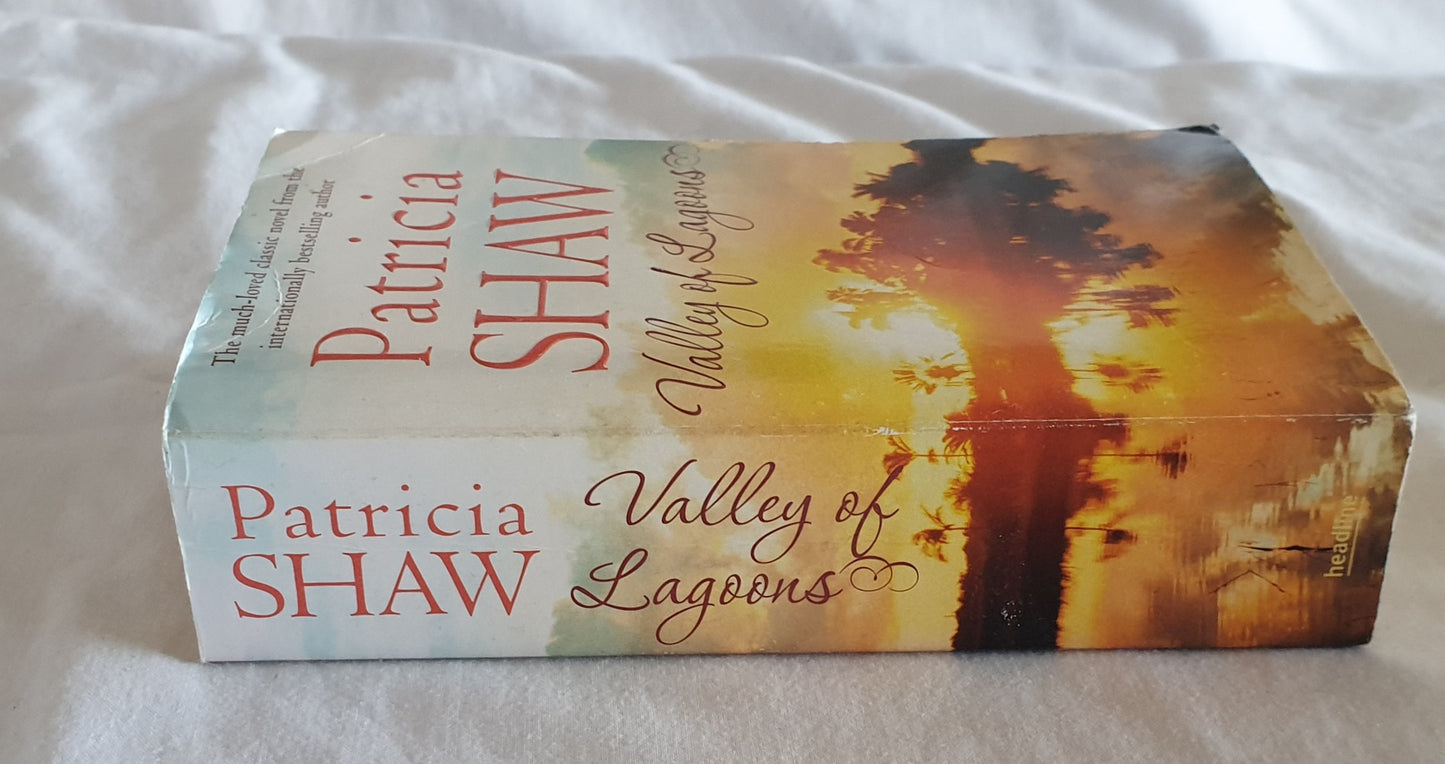 The much-loved classic novel from the
internationally bestselling author
Patricia
SHAW
Valley of Lagoons
Patricia
SHAW
Valley of
Lagoons
headline